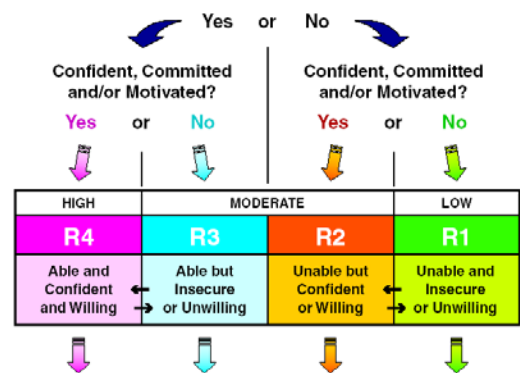 Yes or No
Confident, Committed
and/or Motivated?
Confident, Committed
and/or Motivated?
Yes or No
Yes or No
HIGH MODERATE LOW
R4 R3 R2 R1
Able and
Confident
and Willing
Able but
Insecure
or Unwilling
Unable but
Confident
or Willing
Unable and
Insecure
or Unwilling